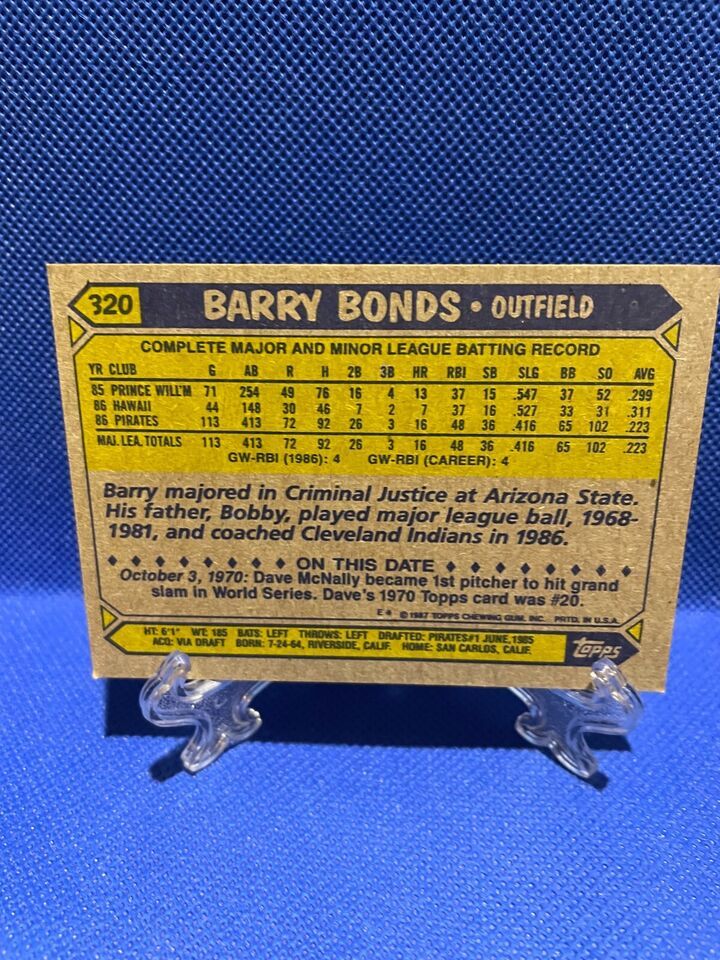 320 BARRY BONDS • OUTFIELD
COMPLETE MAJOR AND MINOR LEAGUE BATTING RECORD
YR CLUB G AB R H 2B 3B HR RBI SB SLG BB SO AVG
85 PRINCE WILL'M 71 254 49 76 16 4 13 37 15 .547 37 52 .299
86 HAWAII 44 148 30 46 7 2 7 37 16 .527 33 31 .311
86 PIRATES 113 413 72 92 26 3 16 48 36 .416 65 102 .223
MAJ. LEA. TOTALS 113 413 72 92 26 3 16 48 36 .416 65 102 .223
GW-RBI (1986): 4 GW-RBI (CAREER): 4
Barry majored in Criminal Justice at Arizona State.
His father, Bobby, played major league ball, 1968-
1981, and coached Cleveland Indians in 1986.
ON THIS DATE
October 3, 1970: Dave McNally became 1st pitcher to hit grand
slam in World Series. Dave's 1970 Topps card was #20.
E 4 © 1987 TOPPS CHEWING GUM, INC. PRTD. IN U.S.A.
HT: 6'1" WT: 185 BATS: LEFT THROWS: LEFT DRAFTED: PIRATES #1 JUNE, 1985
ACQ: VIA DRAFT BORN: 7-24-64, RIVERSIDE, CALIF. HOME: SAN CARLOS, CALIF.
topps